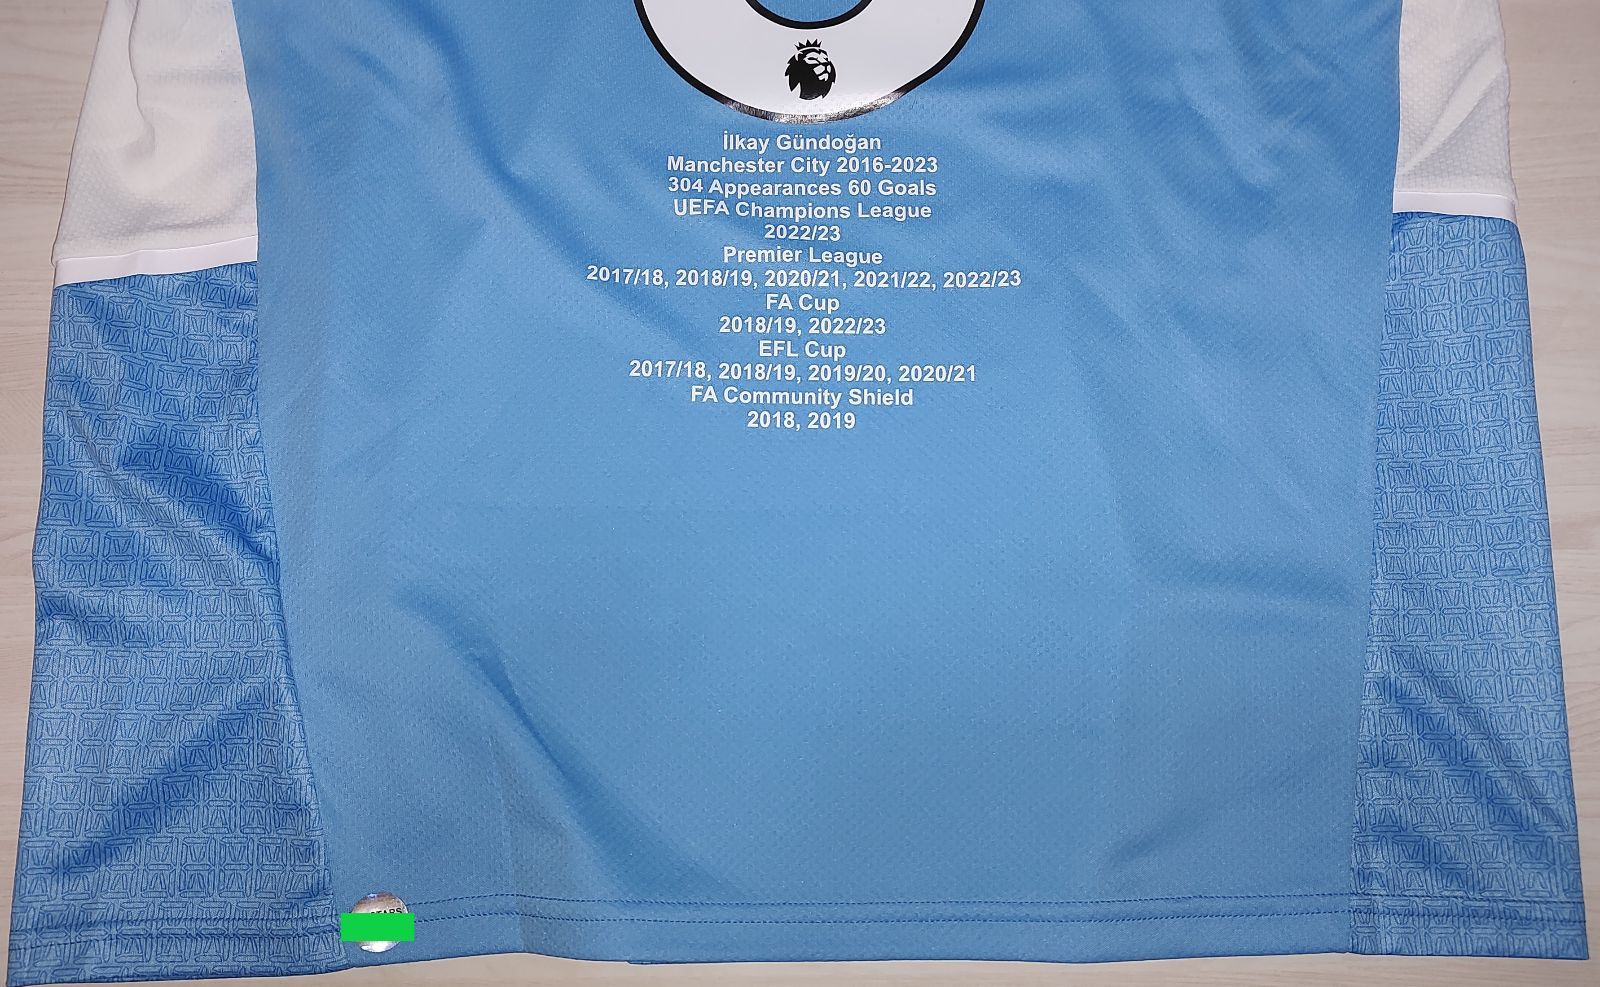 İlkay Gündoğan
Manchester City 2016-2023
304 Appearances 60 Goals
UEFA Champions League
2022/23
Premier League
2017/18, 2018/19, 2020/21, 2021/22, 2022/23
FA Cup
2018/19, 2022/23
EFL Cup
2017/18, 2018/19, 2019/20, 2020/21
FA Community Shield
2018, 2019